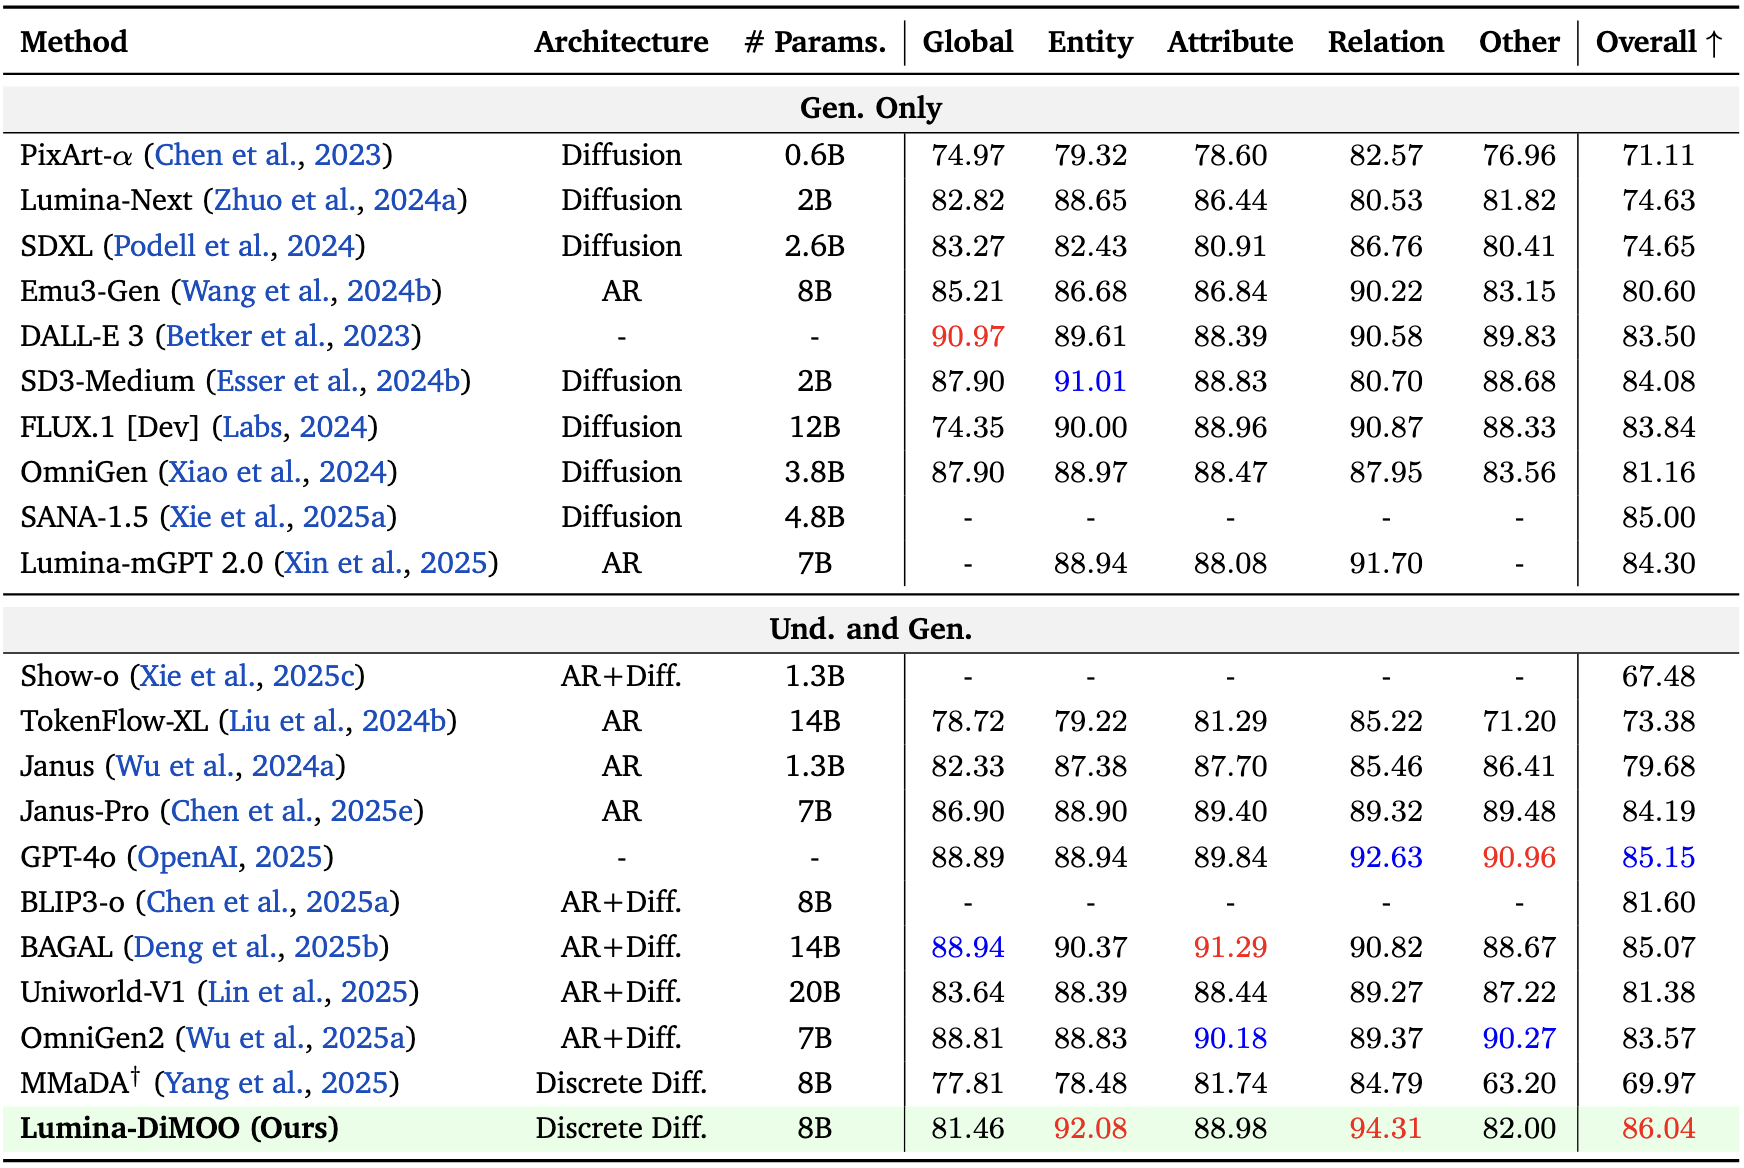 Method Architecture # Params. Global Entity Attribute Relation Other Overall ↑
Gen. Only
PixArt-α (Chen et al., 2023) Diffusion 0.6B 74.97 79.32 78.60 82.57 76.96 71.11
Lumina-Next (Zhuo et al., 2024a) Diffusion 2B 82.82 88.65 86.44 80.53 81.82 74.63
SDXL (Podell et al., 2024) Diffusion 2.6B 83.27 82.43 80.91 86.76 80.41 74.65
Emu3-Gen (Wang et al., 2024b) AR 8B 85.21 86.68 86.84 90.22 83.15 80.60
DALL-E 3 (Betker et al., 2023) - - 90.97 89.61 88.39 90.58 89.83 83.50
SD3-Medium (Esser et al., 2024b) Diffusion 2B 87.90 91.01 88.83 80.70 88.68 84.08
FLUX.1 [Dev] (Labs, 2024) Diffusion 12B 74.35 90.00 88.96 90.87 88.33 83.84
OmniGen (Xiao et al., 2024) Diffusion 3.8B 87.90 88.97 88.47 87.95 83.56 81.16
SANA-1.5 (Xie et al., 2025a) Diffusion 4.8B - - - - - 85.00
Lumina-mGPT 2.0 (Xin et al., 2025) AR 7B - 88.94 88.08 91.70 - 84.30
Und. and Gen.
Show-o (Xie et al., 2025c) AR+Diff. 1.3B - - - - - 67.48
TokenFlow-XL (Liu et al., 2024b) AR 14B 78.72 79.22 81.29 85.22 71.20 73.38
Janus (Wu et al., 2024a) AR 1.3B 82.33 87.38 87.70 85.46 86.41 79.68
Janus-Pro (Chen et al., 2025e) AR 7B 86.90 88.90 89.40 89.32 89.48 84.19
GPT-4o (OpenAI, 2025) - - 88.89 88.94 89.84 92.63 90.96 85.15
BLIP3-o (Chen et al., 2025a) AR+Diff. 8B - - - - - 81.60
BAGAL (Deng et al., 2025b) AR+Diff. 14B 88.94 90.37 91.29 90.82 88.67 85.07
Uniworld-V1 (Lin et al., 2025) AR+Diff. 20B 83.64 88.39 88.44 89.27 87.22 81.38
OmniGen2 (Wu et al., 2025a) AR+Diff. 7B 88.81 88.83 90.18 89.37 90.27 83.57
MMaDA† (Yang et al., 2025) Discrete Diff. 8B 77.81 78.48 81.74 84.79 63.20 69.97
Lumina-DiMOO (Ours) Discrete Diff. 8B 81.46 92.08 88.98 94.31 82.00 86.04